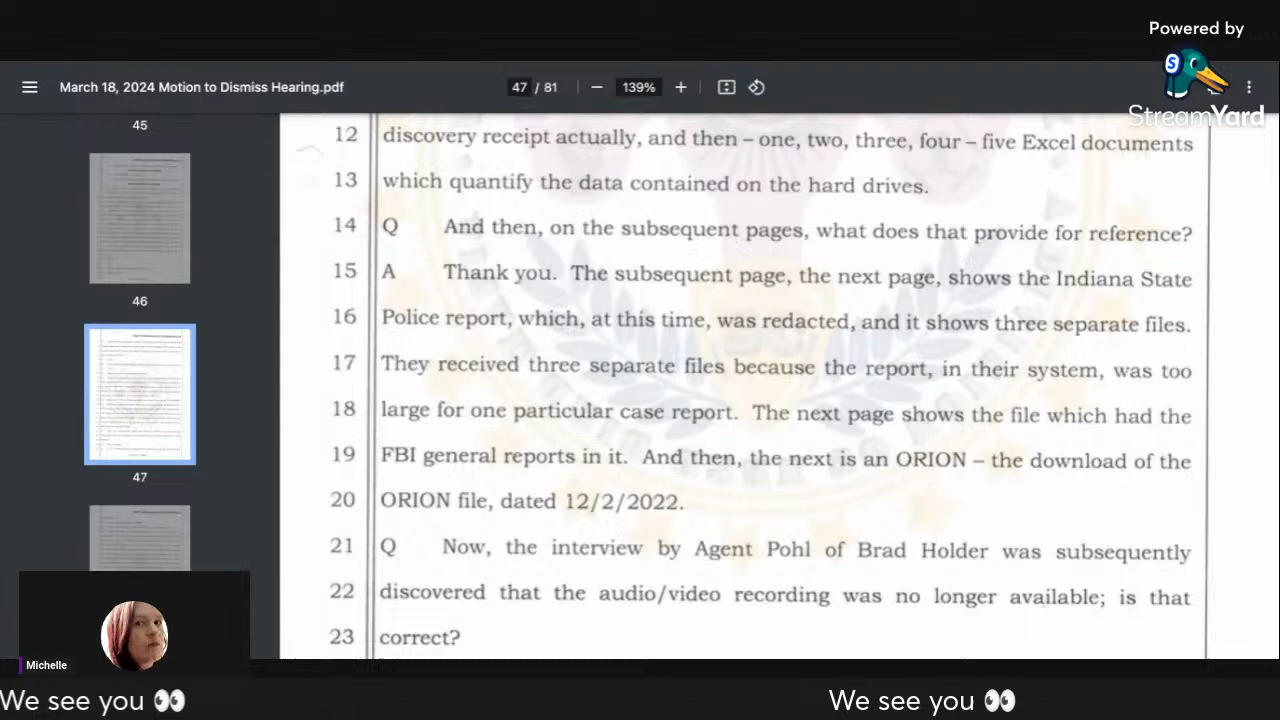 Powered by
StreamYard
March 18, 2024 Motion to Dismiss Hearing.pdf
47 / 81
139%
45
46
47
12 discovery receipt actually, and then – one, two, three, four – five Excel documents
13 which quantify the data contained on the hard drives.
14 Q And then, on the subsequent pages, what does that provide for reference?
15 A Thank you. The subsequent page, the next page, shows the Indiana State
16 Police report, which, at this time, was redacted, and it shows three separate files.
17 They received three separate files because the report, in their system, was too
18 large for one particular case report. The next page shows the file which had the
19 FBI general reports in it. And then, the next is an ORION – the download of the
20 ORION file, dated 12/2/2022.
21 Q Now, the interview by Agent Pohl of Brad Holder was subsequently
22 discovered that the audio/video recording was no longer available; is that
23 correct?
Michelle
We see you 👀
We see you 👀